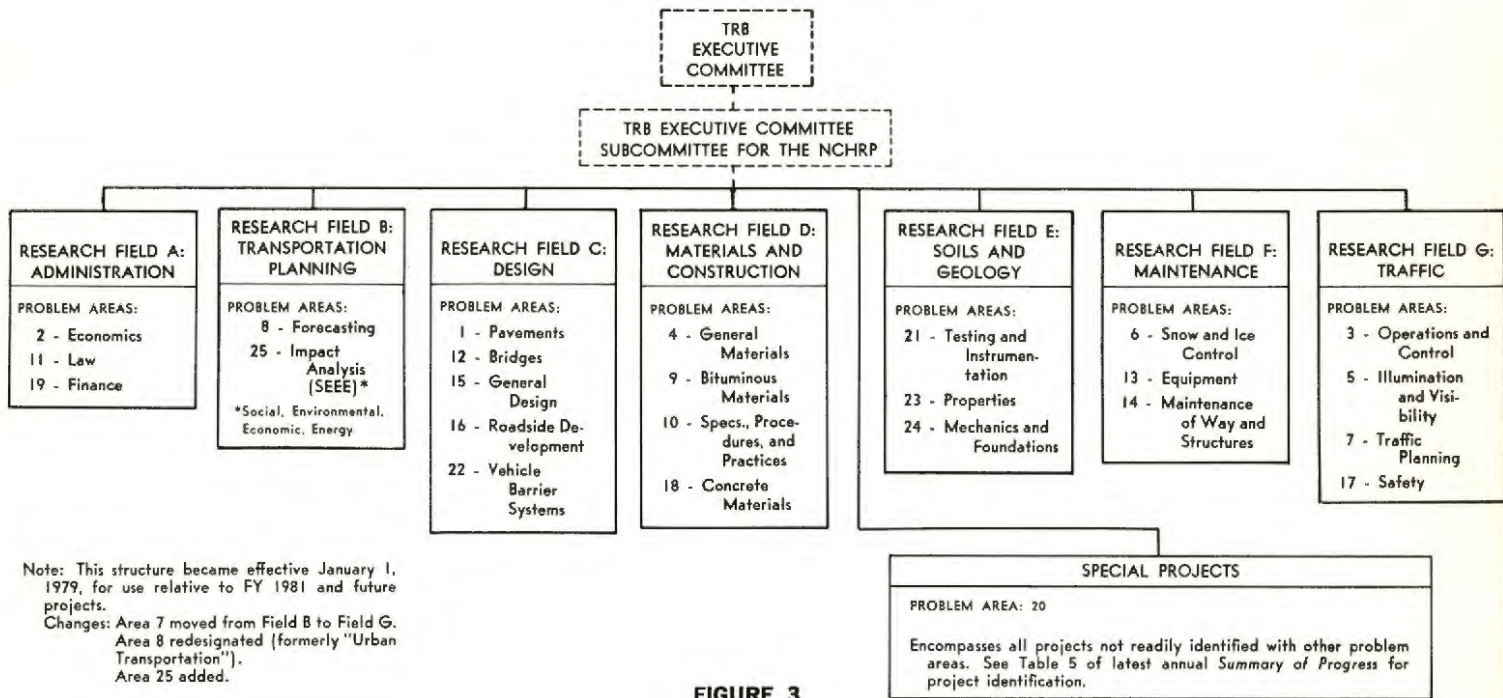 TRB
EXECUTIVE
COMMITTEE
TRB EXECUTIVE COMMITTEE
SUBCOMMITTEE FOR THE NCHRP
RESEARCH FIELD A:
ADMINISTRATION
PROBLEM AREAS:
2 - Economics
11 - Law
19 - Finance
RESEARCH FIELD B:
TRANSPORTATION
PLANNING
PROBLEM AREAS:
8 - Forecasting
25 - Impact
Analysis
(SEEE)*
*Social, Environmental,
Economic, Energy
RESEARCH FIELD C:
DESIGN
PROBLEM AREAS:
1 - Pavements
12 - Bridges
15 - General
Design
16 - Roadside De-
velopment
22 - Vehicle
Barrier
Systems
RESEARCH FIELD D:
MATERIALS AND
CONSTRUCTION
PROBLEM AREAS:
4 - General
Materials
9 - Bituminous
Materials
10 - Specs., Proce-
dures, and
Practices
18 - Concrete
Materials
RESEARCH FIELD E:
SOILS AND
GEOLOGY
PROBLEM AREAS:
21 - Testing and
Instrumen-
tation
23 - Properties
24 - Mechanics and
Foundations
RESEARCH FIELD F:
MAINTENANCE
PROBLEM AREAS:
6 - Snow and Ice
Control
13 - Equipment
14 - Maintenance
of Way and
Structures
RESEARCH FIELD G:
TRAFFIC
PROBLEM AREAS:
3 - Operations and
Control
5 - Illumination
and Visi-
bility
7 - Traffic
Planning
17 - Safety
Note: This structure became effective January 1,
1979, for use relative to FY 1981 and future
projects.
Changes: Area 7 moved from Field B to Field G.
Area 8 redesignated (formerly "Urban
Transportation").
Area 25 added.
SPECIAL PROJECTS
PROBLEM AREA: 20
Encompasses all projects not readily identified with other problem
areas. See Table 5 of latest annual Summary of Progress for
project identification.
FIGURE 3